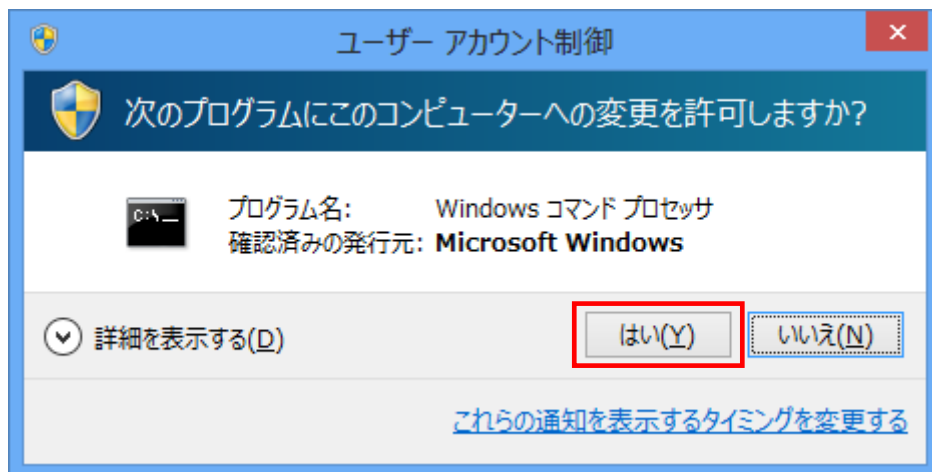 ユーザー アカウント制御
次のプログラムにこのコンピューターへの変更を許可しますか?
C:\_
プログラム名: Windows コマンド プロセッサ
確認済みの発行元: Microsoft Windows
詳細を表示する(D) はい(Y) いいえ(N)
これらの通知を表示するタイミングを変更する